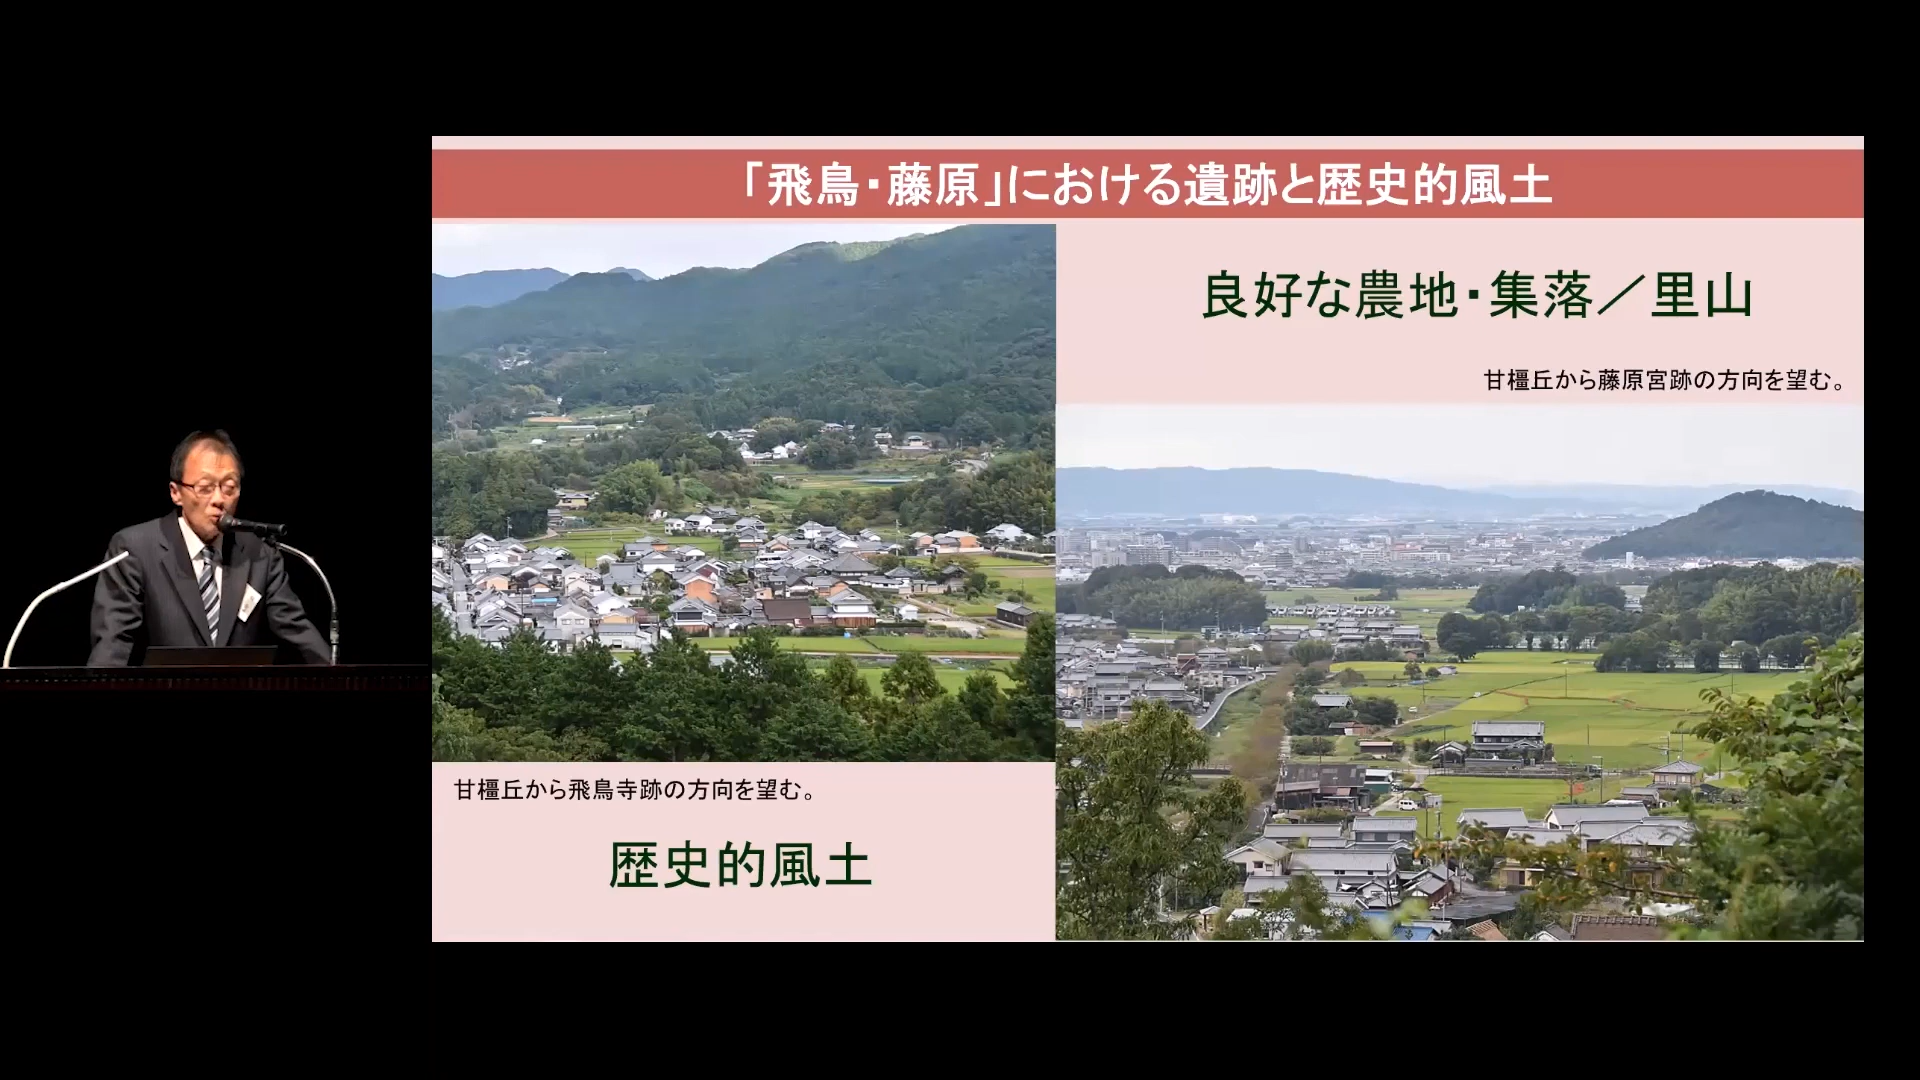 「飛鳥・藤原」における遺跡と歴史的風土
良好な農地・集落／里山
甘樫丘から藤原宮跡の方向を望む。
甘樫丘から飛鳥寺跡の方向を望む。
歴史的風土